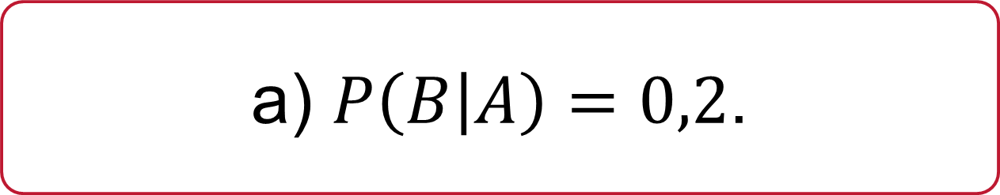 a) P(B|A) = 0,2.